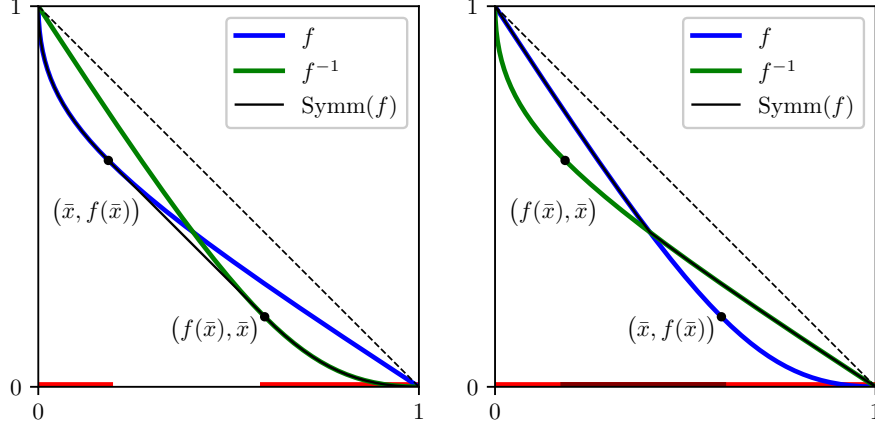 1
f
f⁻¹
Symm(f)
(x̄, f(x̄))
(f(x̄), x̄)
0
0
1
1
f
f⁻¹
Symm(f)
(f(x̄), x̄)
(x̄, f(x̄))
0
0
1